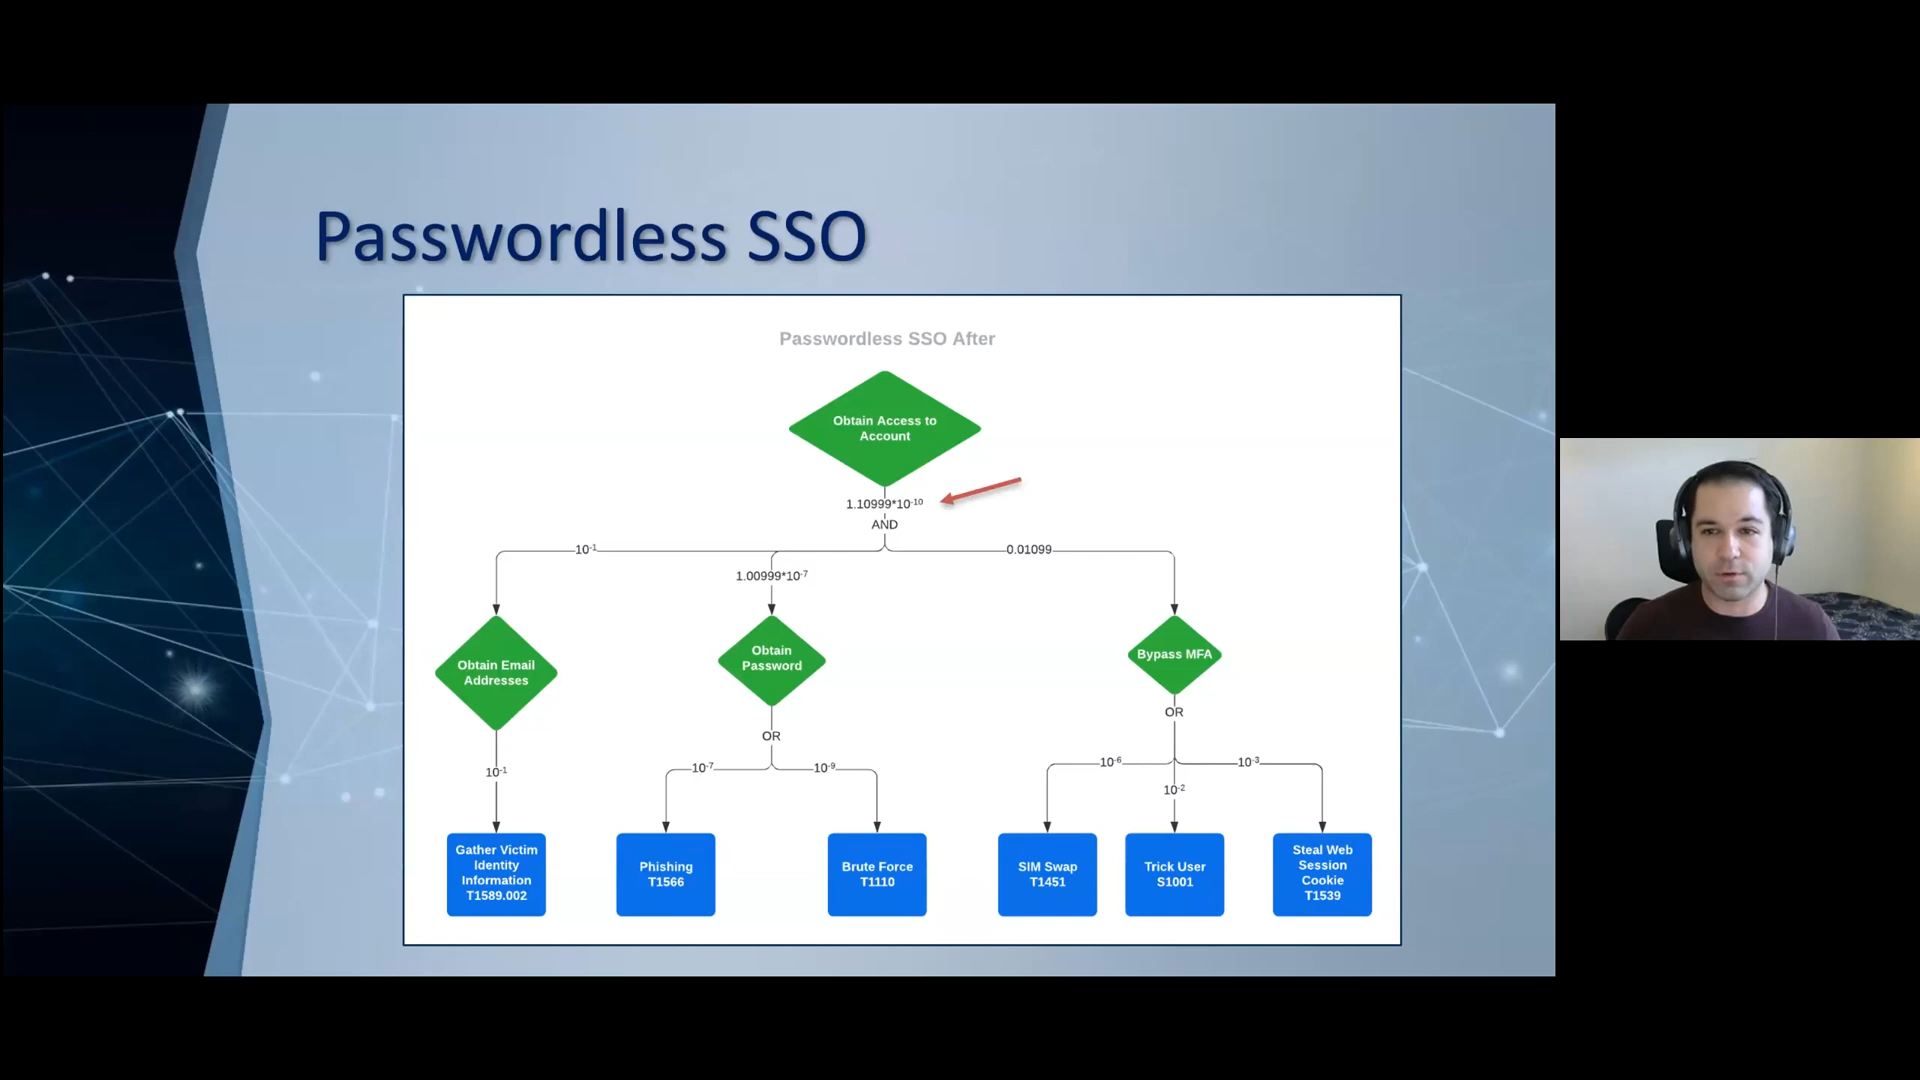 Passwordless SSO
Passwordless SSO After
Obtain Access to
Account
1.10999*10-10
AND
10-1
0.01099
1.00999*10-7
Obtain Email
Addresses
Obtain
Password
Bypass MFA
OR
OR
10-1
10-7
10-9
10-6
10-2
10-3
Gather Victim
Identity
Information
T1589.002
Phishing
T1566
Brute Force
T1110
SIM Swap
T1451
Trick User
S1001
Steal Web
Session
Cookie
T1539